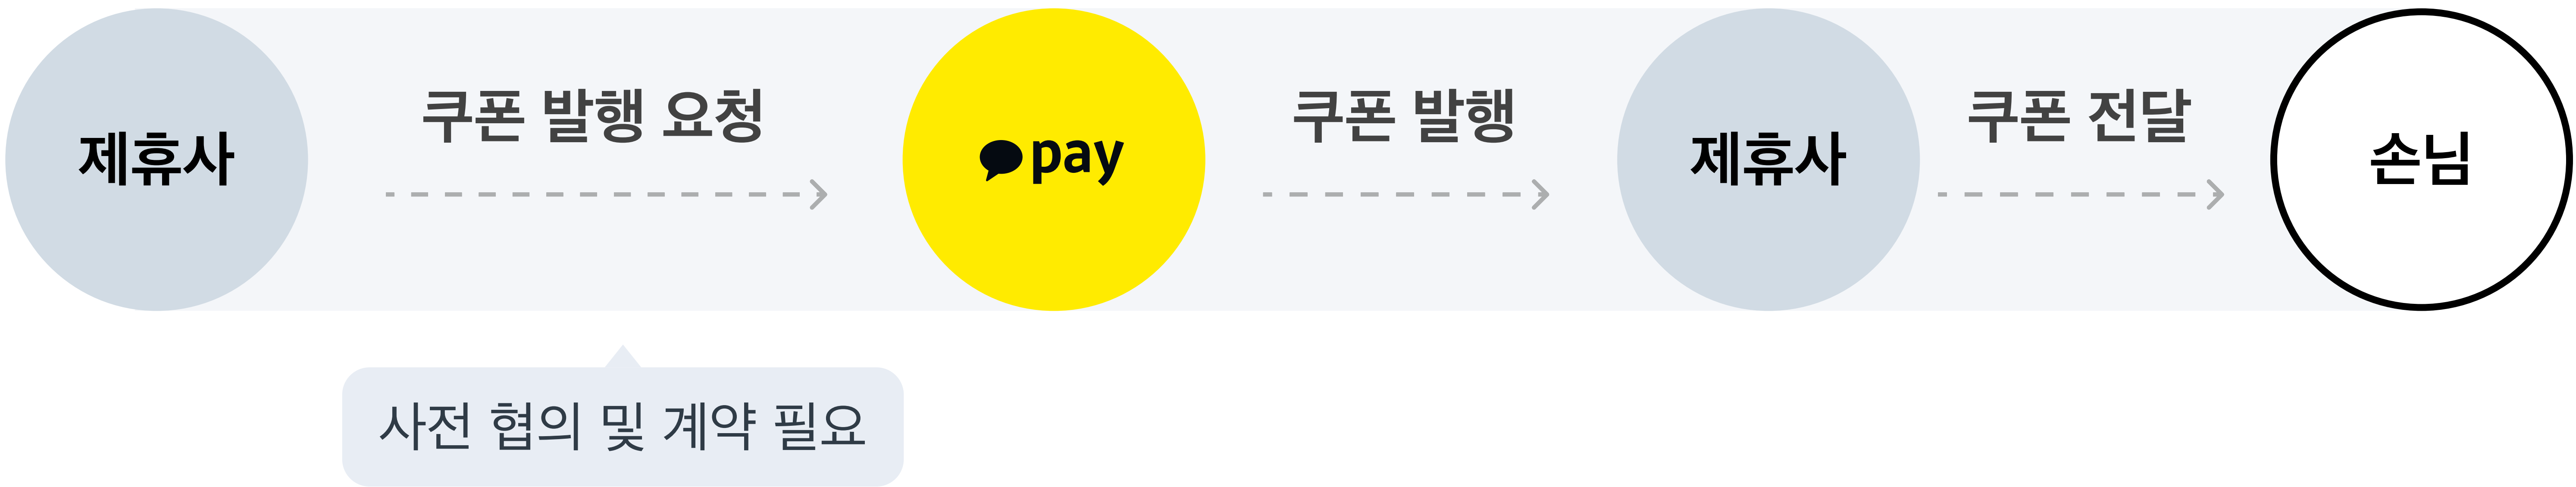 제휴사
쿠폰 발행 요청
pay
쿠폰 발행
제휴사
쿠폰 전달
손님
사전 협의 및 계약 필요